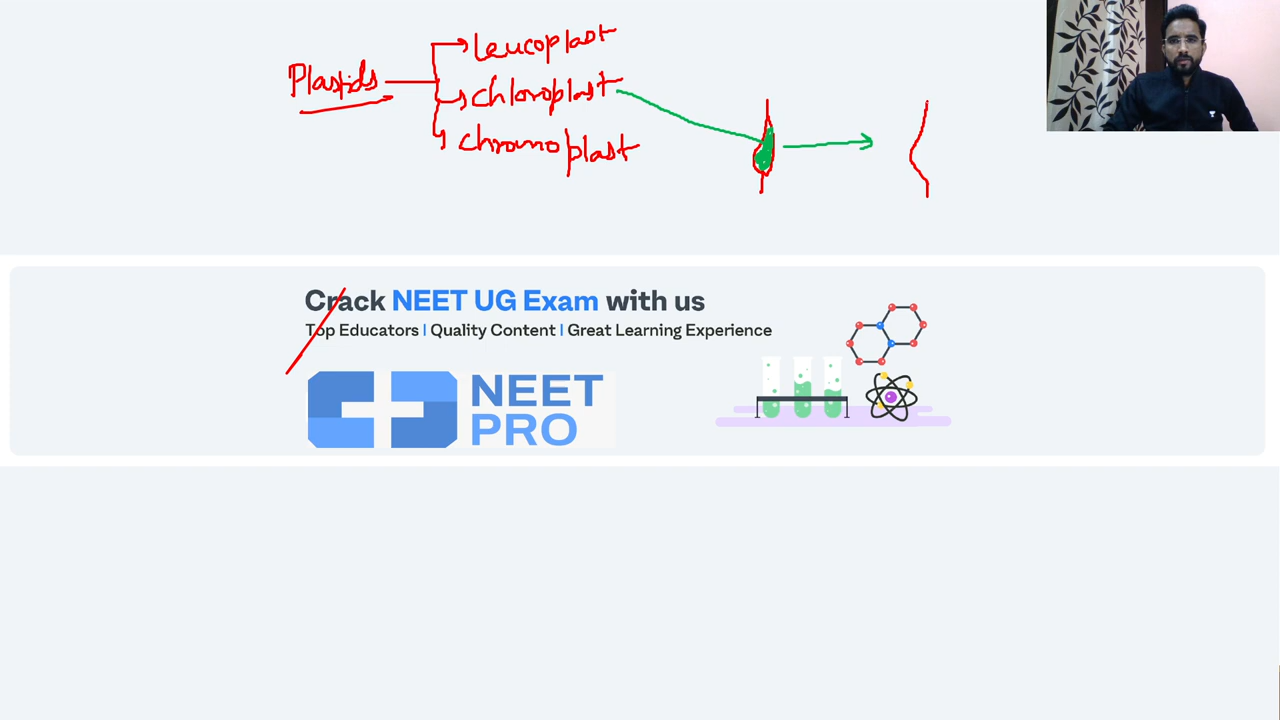 Plastids
leucoplast
chloroplast
chromoplast
Crack NEET UG Exam with us
Top Educators | Quality Content | Great Learning Experience
NEET
PRO